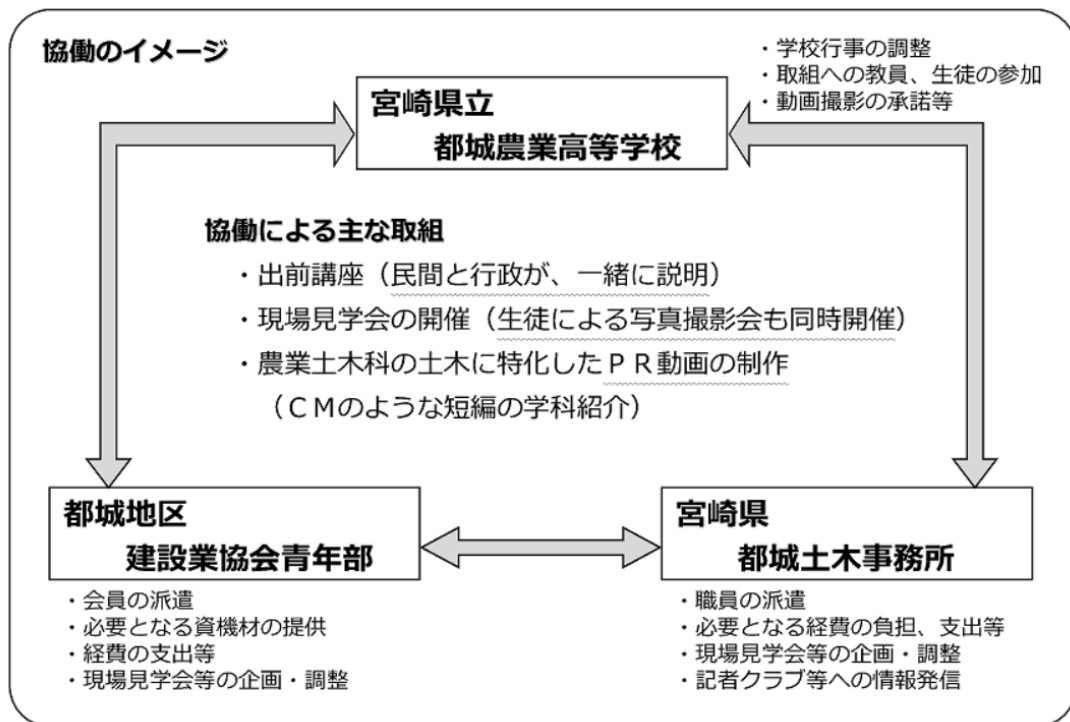 協働のイメージ
・学校行事の調整
・取組への教員、生徒の参加
・動画撮影の承諾等
宮崎県立
都城農業高等学校
協働による主な取組
・出前講座（民間と行政が、一緒に説明）
・現場見学会の開催（生徒による写真撮影会も同時開催）
・農業土木科の土木に特化したＰＲ動画の制作
（ＣＭのような短編の学科紹介）
都城地区
建設業協会青年部
・会員の派遣
・必要となる資機材の提供
・経費の支出等
・現場見学会等の企画・調整
宮崎県
都城土木事務所
・職員の派遣
・必要となる経費の負担、支出等
・現場見学会等の企画・調整
・記者クラブ等への情報発信